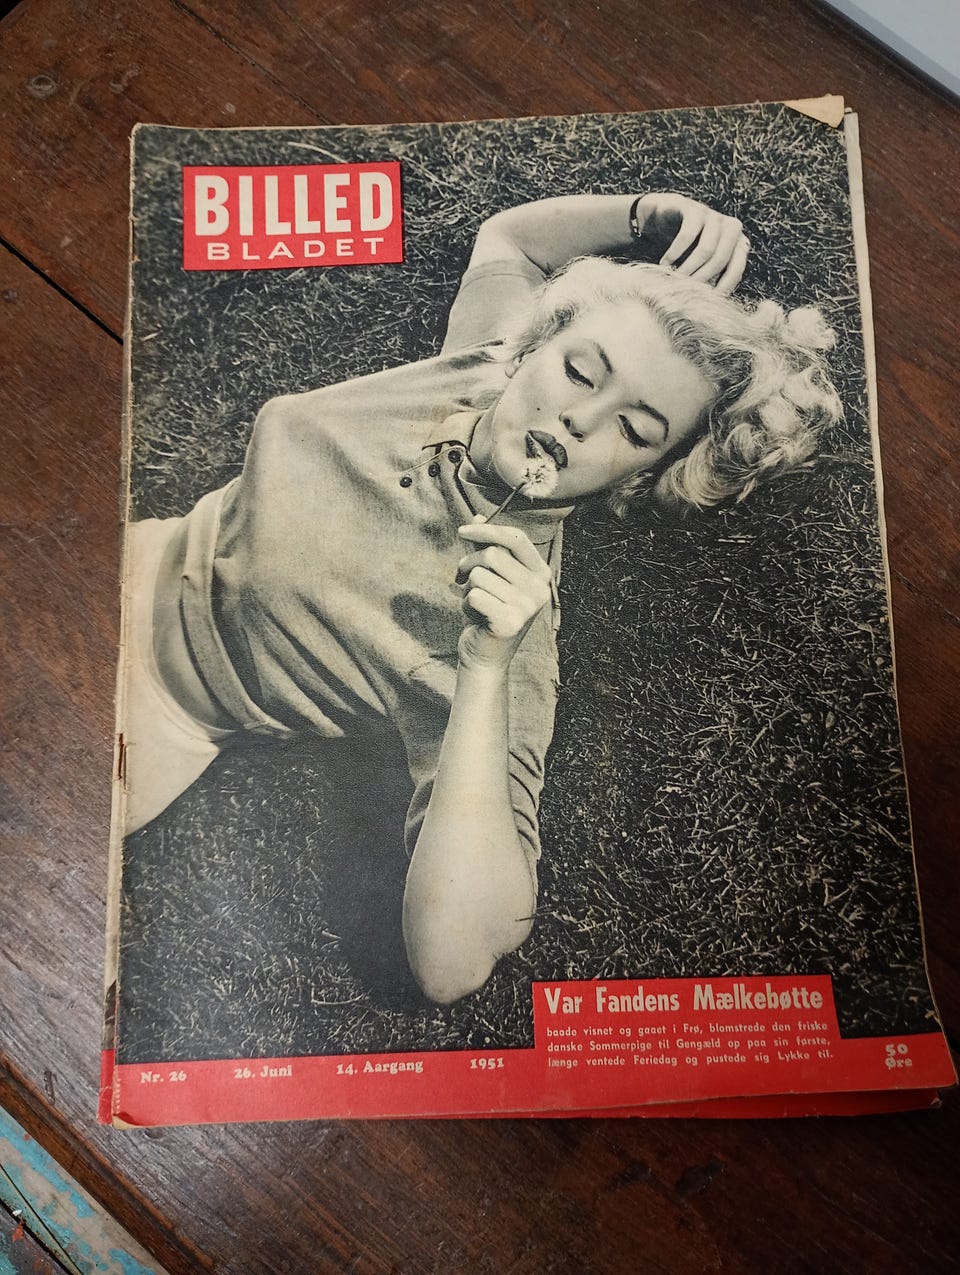 BILLED
BLADET
Var Fandens Mælkebøtte
baade visnet og gaaet i Frø, blomstrede den friske
danske Sommerpige til Gengæld op paa sin første,
længe ventede Feriedag og pustede sig Lykke til.
Nr. 26 26. Juni 14. Aargang 1951 50
Øre